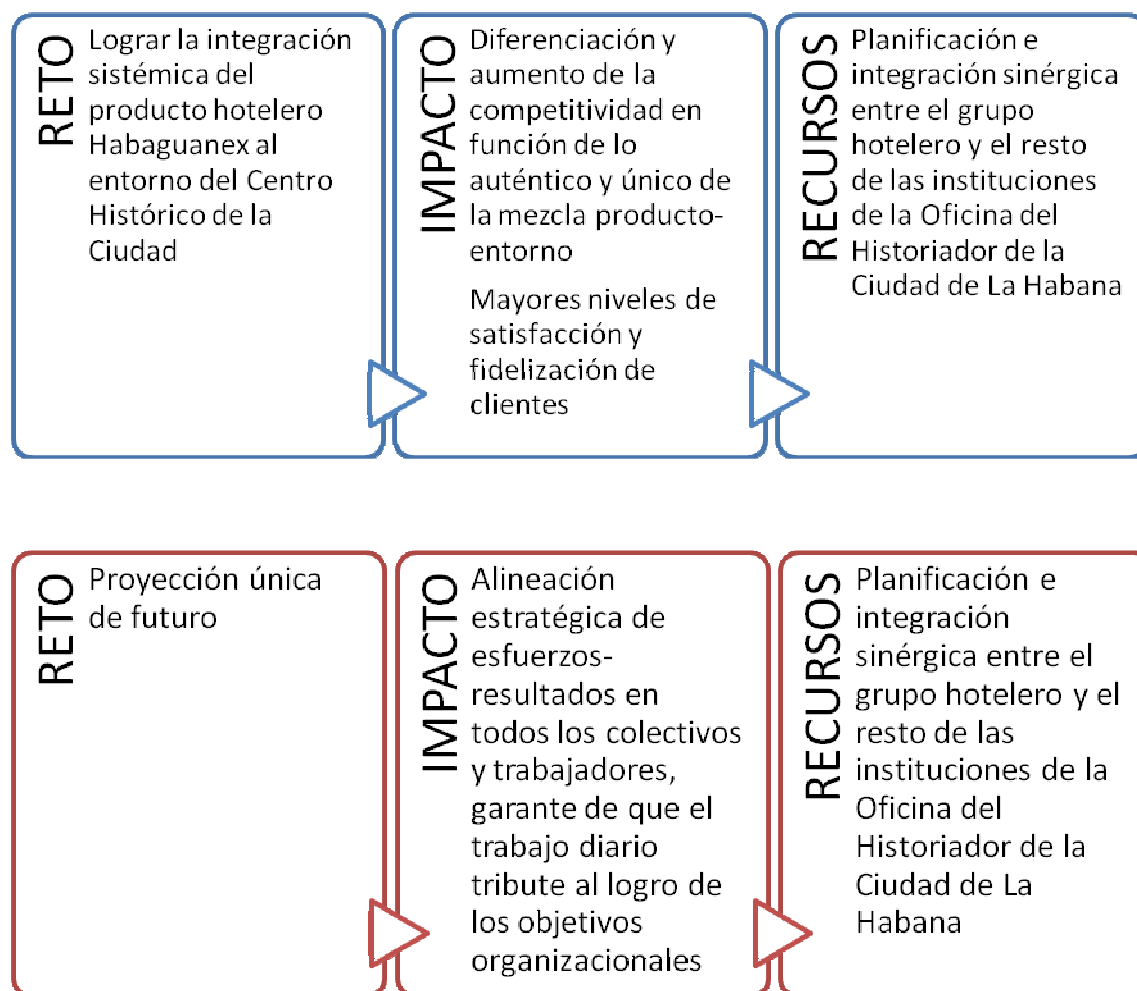 RETO
Lograr la integración
sistémica del
producto hotelero
Habaguanex al
entorno del Centro
Histórico de la
Ciudad
IMPACTO
Diferenciación y
aumento de la
competitividad en
función de lo
auténtico y único de
la mezcla producto-
entorno
Mayores niveles de
satisfacción y
fidelización de
clientes
RECURSOS
Planificación e
integración sinérgica
entre el grupo
hotelero y el resto
de las instituciones
de la Oficina del
Historiador de la
Ciudad de La Habana
RETO
Proyección única
de futuro
IMPACTO
Alineación
estratégica de
esfuerzos-
resultados en
todos los colectivos
y trabajadores,
garante de que el
trabajo diario
tribute al logro de
los objetivos
organizacionales
RECURSOS
Planificación e
integración
sinérgica entre el
grupo hotelero y el
resto de las
instituciones de la
Oficina del
Historiador de la
Ciudad de La
Habana